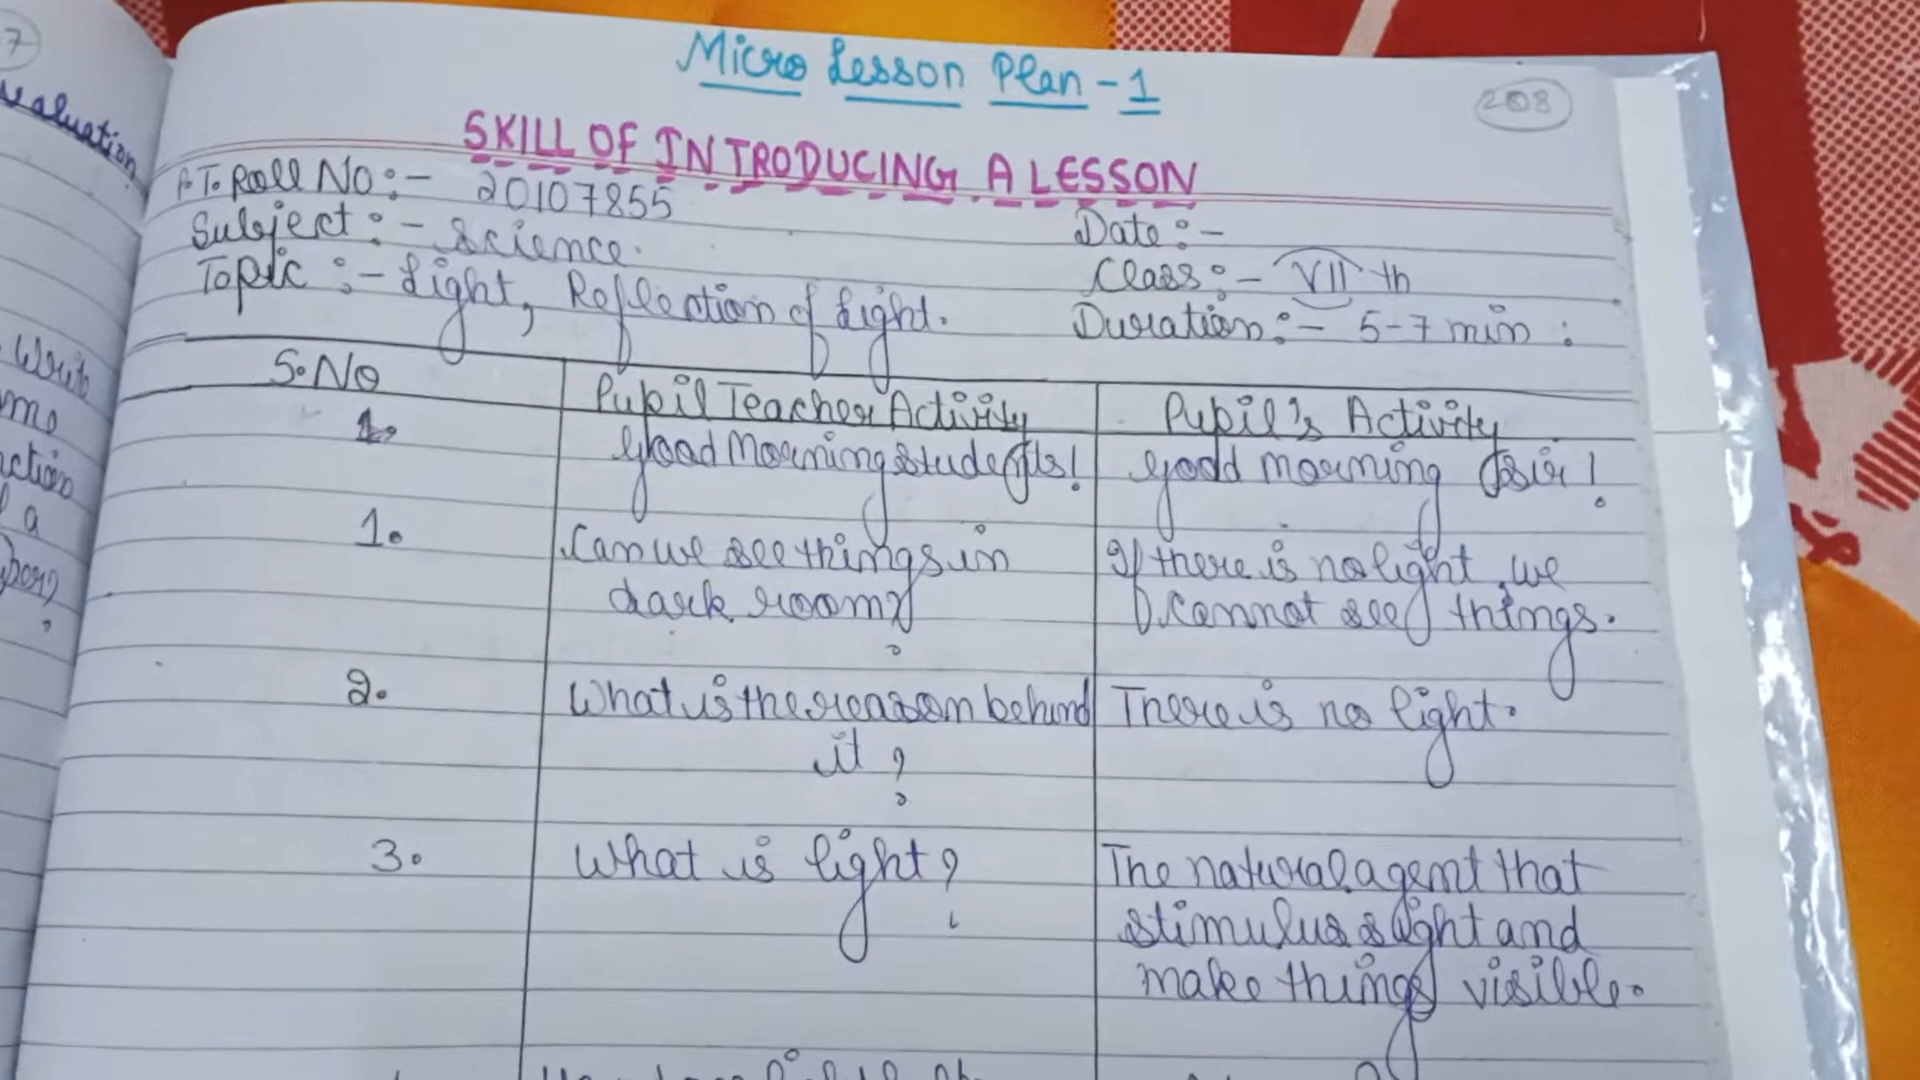 7
valuation
Write
a
Micro Lesson Plan - 1
208
SKILL OF INTRODUCING A LESSON
P.T. Roll No :- 20107855
Date :-
Subject :- Science.
Class :- VII th
Topic :- Light, Reflection of Light.
Duration :- 5-7 min :
S.No
Pupil Teacher Activity
Pupil's Activity
1.
Good Morning students!
Good morning sir!
1.
Can we see things in
dark room?
If there is no light, we
cannot see things.
2.
What is the reason behind
it ?
There is no light.
3.
What is light ?
The natural agent that
stimulus sight and
make things visible.